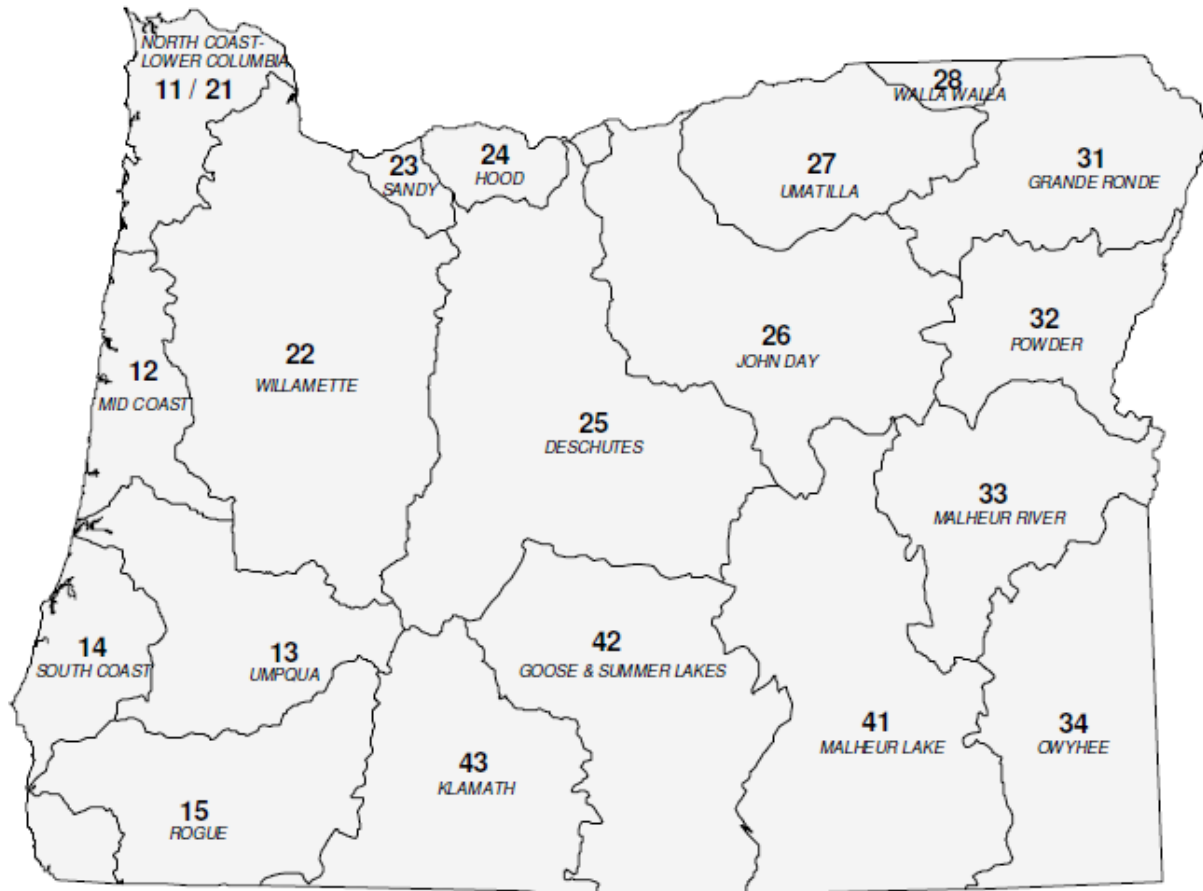 NORTH COAST-
LOWER COLUMBIA
11 / 21
28
WALLA WALLA
23
SANDY
24
HOOD
27
UMATILLA
31
GRANDE RONDE
12
MID COAST
22
WILLAMETTE
26
JOHN DAY
32
POWDER
25
DESCHUTES
33
MALHEUR RIVER
14
SOUTH COAST
13
UMPQUA
42
GOOSE & SUMMER LAKES
41
MALHEUR LAKE
34
OWYHEE
43
KLAMATH
15
ROGUE